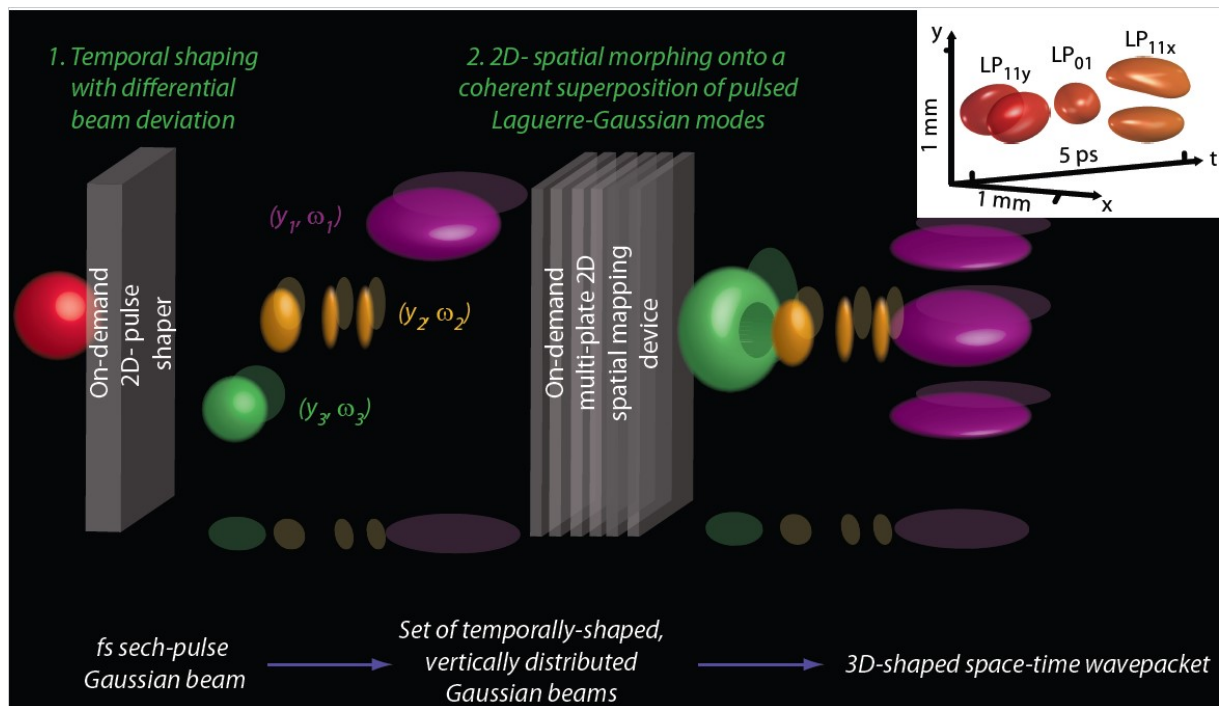 1. Temporal shaping
with differential
beam deviation
2. 2D- spatial morphing onto a
coherent superposition of pulsed
Laguerre-Gaussian modes
y
LP11y
LP01
LP11x
1 mm
5 ps
t
1 mm
x
On-demand
2D- pulse
shaper
(y1, ω1)
(y2, ω2)
(y3, ω3)
On-demand
multi-plate 2D
spatial mapping
device
fs sech-pulse
Gaussian beam
Set of temporally-shaped,
vertically distributed
Gaussian beams
3D-shaped space-time wavepacket